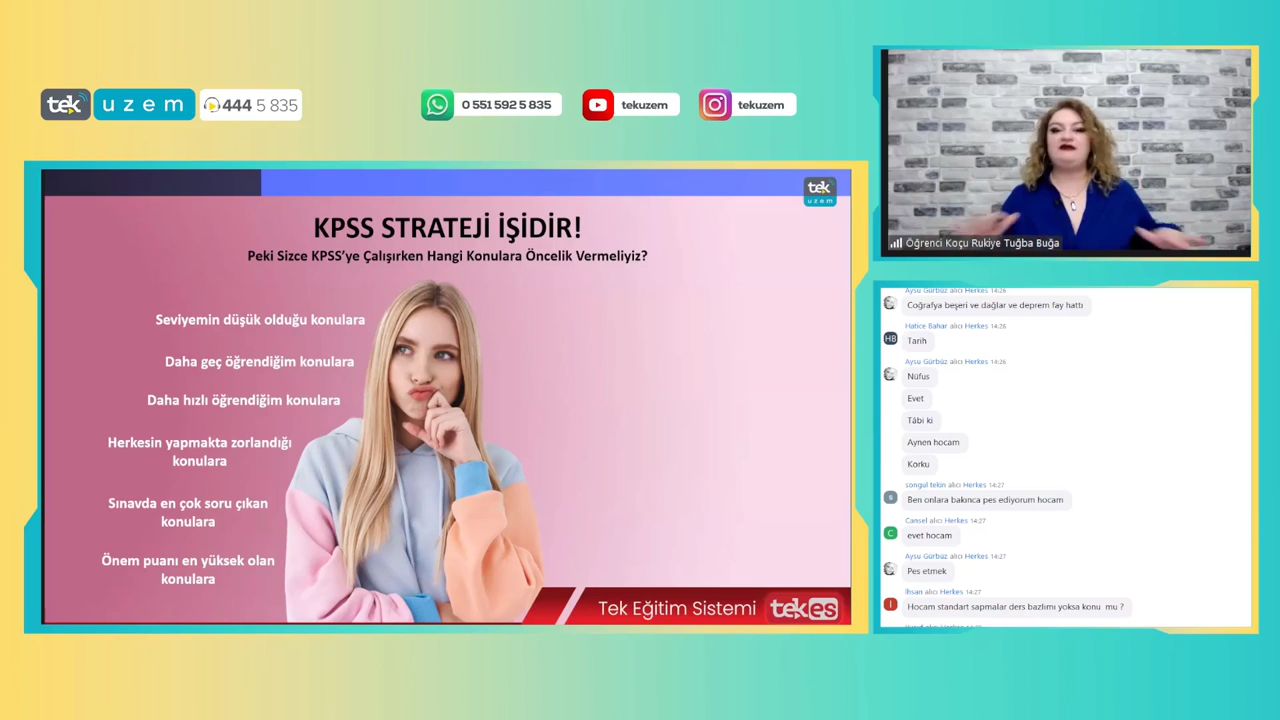 tek uzem 444 5 835
0 551 592 5 835
tekuzem
tekuzem
tek
uzem
KPSS STRATEJİ İŞİDİR!
Peki Sizce KPSS'ye Çalışırken Hangi Konulara Öncelik Vermeliyiz?
Seviyemin düşük olduğu konulara
Daha geç öğrendiğim konulara
Daha hızlı öğrendiğim konulara
Herkesin yapmakta zorlandığı
konulara
Sınavda en çok soru çıkan
konulara
Önem puanı en yüksek olan
konulara
Tek Eğitim Sistemi tekes
Öğrenci Koçu Rukiye Tuğba Buğa
Aysu Gürbüz alıcı Herkes 14:26
Coğrafya beşeri ve dağlar ve deprem fay hattı
Hatice Bahar alıcı Herkes 14:26
HB
Tarih
Aysu Gürbüz alıcı Herkes 14:26
Nüfus
Evet
Tâbi ki
Aynen hocam
Korku
songul tekin alıcı Herkes 14:27
s
Ben onlara bakınca pes ediyorum hocam
Cansel alıcı Herkes 14:27
C
evet hocam
Aysu Gürbüz alıcı Herkes 14:27
Pes etmek
İhsan alıcı Herkes 14:27
I
Hocam standart sapmalar ders bazlımı yoksa konu mu ?